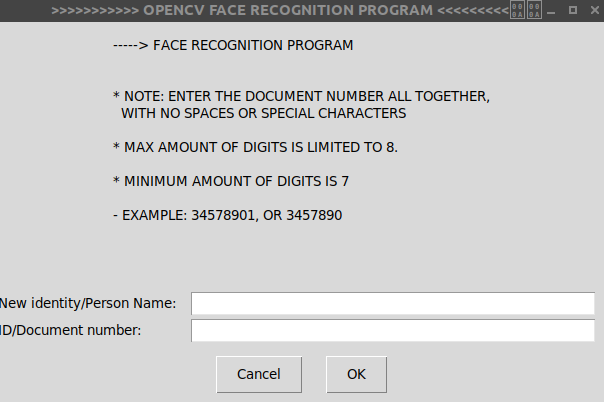 >>>>>>>>>>> OPENCV FACE RECOGNITION PROGRAM <<<<<<<<<
-----> FACE RECOGNITION PROGRAM
* NOTE: ENTER THE DOCUMENT NUMBER ALL TOGETHER,
WITH NO SPACES OR SPECIAL CHARACTERS
* MAX AMOUNT OF DIGITS IS LIMITED TO 8.
* MINIMUM AMOUNT OF DIGITS IS 7
- EXAMPLE: 34578901, OR 3457890
New identity/Person Name:
ID/Document number:
Cancel
OK